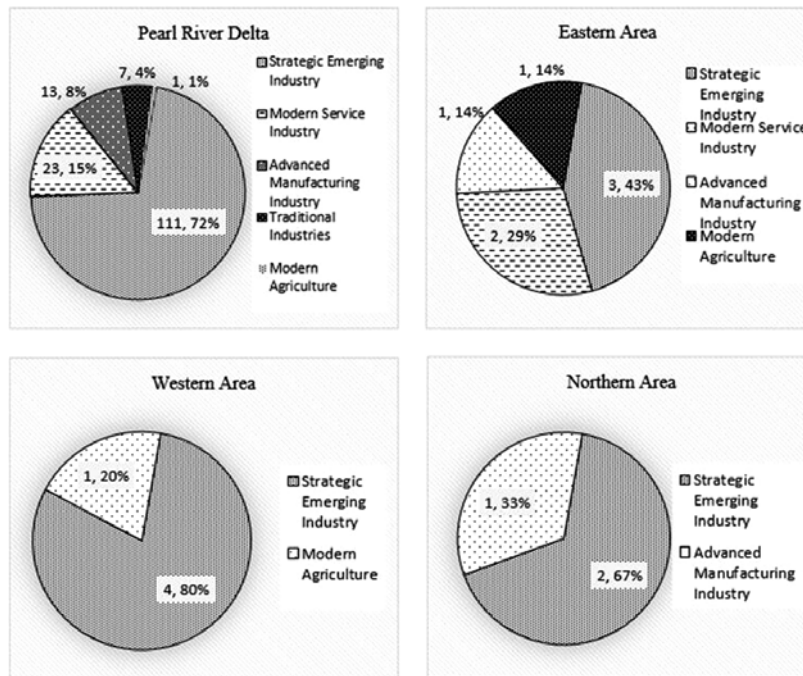 Pearl River Delta
7, 4%
1, 1%
13, 8%
23, 15%
111, 72%
Strategic Emerging
Industry
Modern Service
Industry
Advanced
Manufacturing
Industry
Traditional
Industries
Modern
Agriculture
Eastern Area
1, 14%
1, 14%
3, 43%
2, 29%
Strategic
Emerging
Industry
Modern Service
Industry
Advanced
Manufacturing
Industry
Modern
Agriculture
Western Area
1, 20%
4, 80%
Strategic
Emerging
Industry
Modern
Agriculture
Northern Area
1, 33%
2, 67%
Strategic
Emerging
Industry
Advanced
Manufacturing
Industry